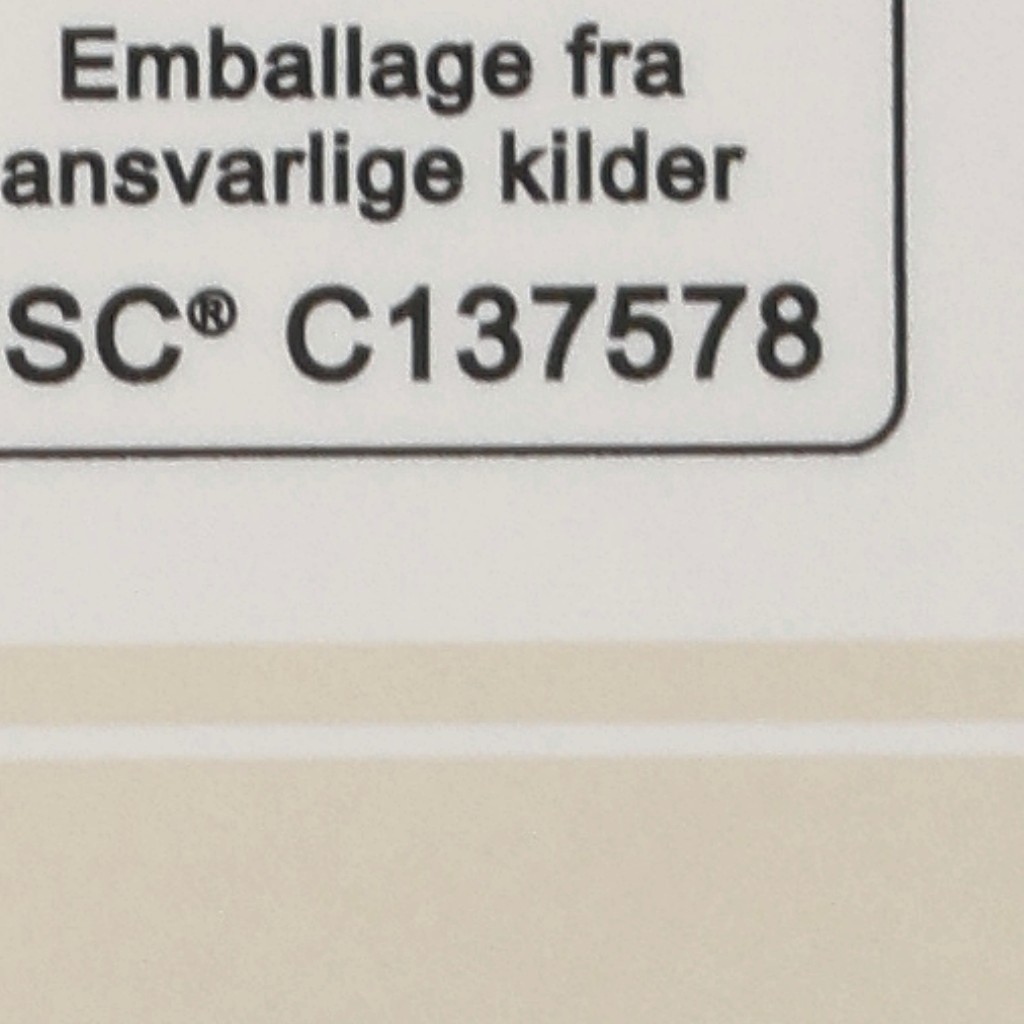 Emballage fra
ansvarlige kilder
SC® C137578